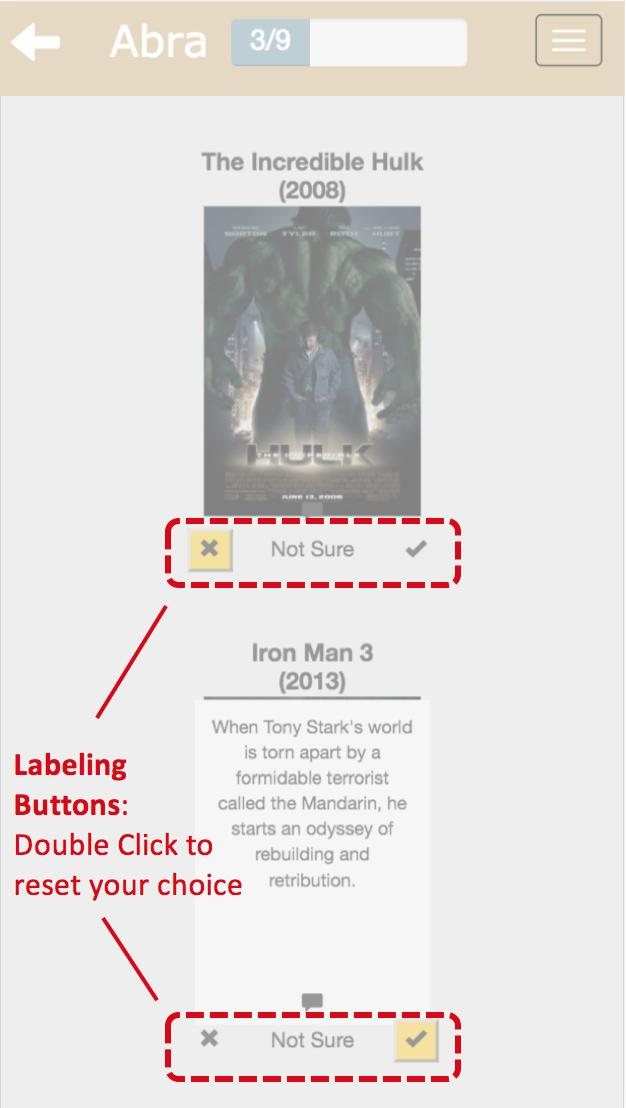 Abra 3/9
The Incredible Hulk
(2008)
NORTON TYLER ROTH HURT
THE INCREDIBLE
HULK
JUNE 13, 2008
✖ Not Sure ✔
Iron Man 3
(2013)
When Tony Stark's world
is torn apart by a
formidable terrorist
called the Mandarin, he
starts an odyssey of
rebuilding and
retribution.
Labeling
Buttons:
Double Click to
reset your choice
✖ Not Sure ✔